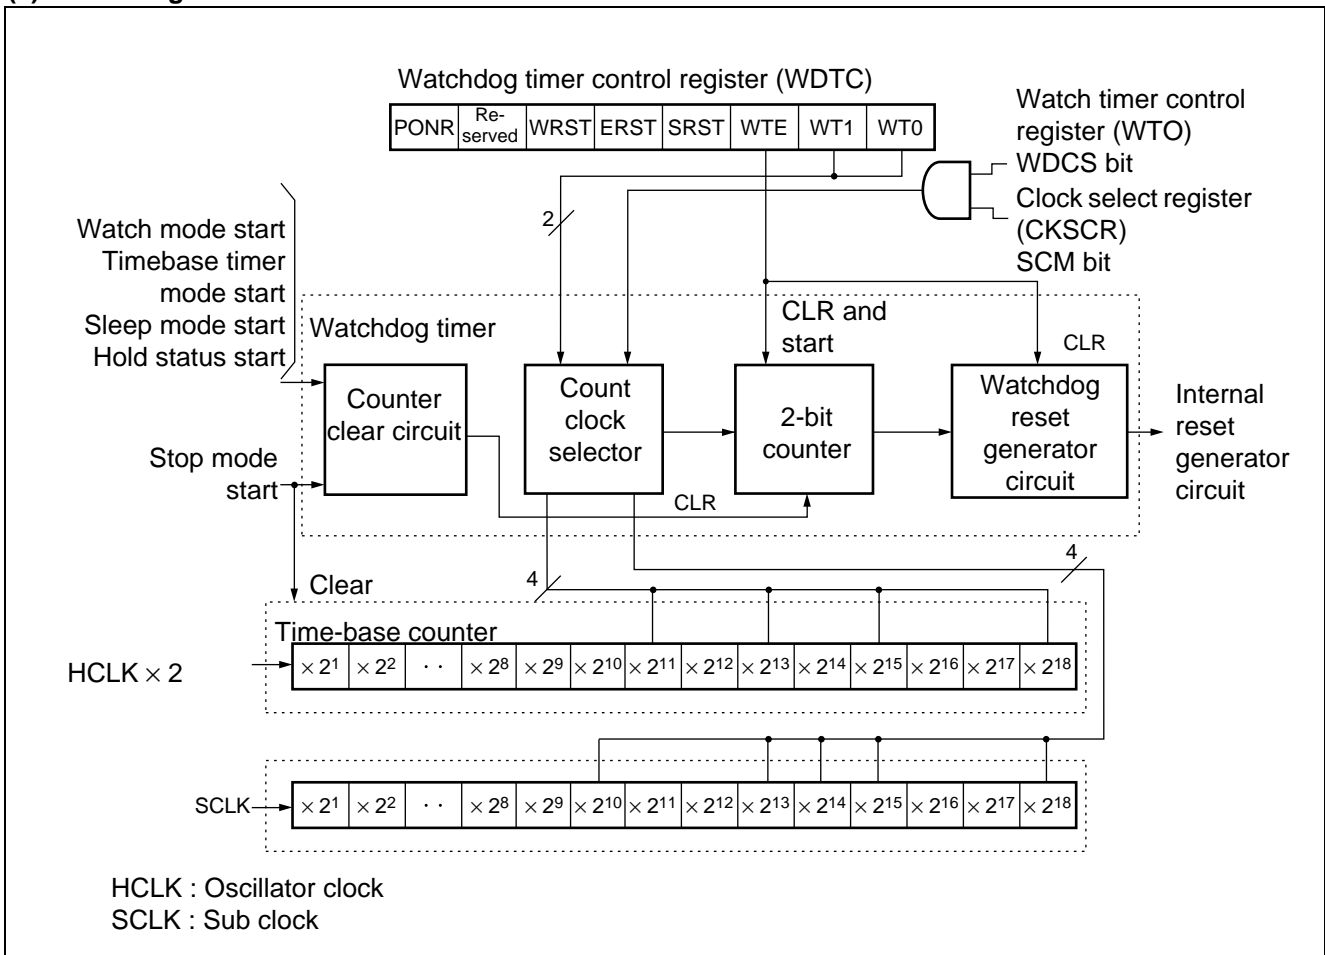 Watchdog timer control register (WDTC)
PONR Re-served WRST ERST SRST WTE WT1 WT0
Watch timer control
register (WTO)
WDCS bit
Clock select register
(CKSCR)
SCM bit
2
Watch mode start
Timebase timer
mode start
Sleep mode start
Hold status start
Stop mode
start
Watchdog timer
CLR and
start
CLR
Counter
clear circuit
Count
clock
selector
2-bit
counter
Watchdog
reset
generator
circuit
Internal
reset
generator
circuit
CLR
4
4
Clear
Time-base counter
HCLK × 2
× 2¹ × 2² ·· × 2⁸ × 2⁹ × 2¹⁰ × 2¹¹ × 2¹² × 2¹³ × 2¹⁴ × 2¹⁵ × 2¹⁶ × 2¹⁷ × 2¹⁸
SCLK
× 2¹ × 2² ·· × 2⁸ × 2⁹ × 2¹⁰ × 2¹¹ × 2¹² × 2¹³ × 2¹⁴ × 2¹⁵ × 2¹⁶ × 2¹⁷ × 2¹⁸
HCLK : Oscillator clock
SCLK : Sub clock